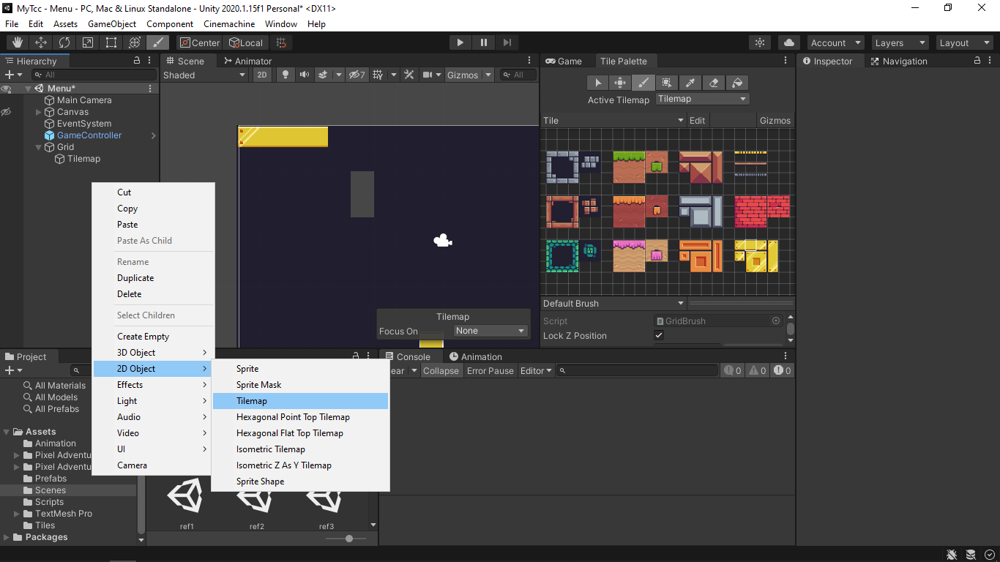 MyTcc - Menu - PC, Mac & Linux Standalone - Unity 2020.1.15f1 Personal* <DX11>
File Edit Assets GameObject Component Cinemachine Window Help
Center Local Account Layers Layout
Hierarchy
All
Menu*
Main Camera
Canvas
EventSystem
GameController
Grid
Tilemap
Scene Animator
Shaded 2D 7 Gizmos All
Tilemap
Focus On None
Game Tile Palette
Active Tilemap Tilemap
Tile Edit Gizmos
Default Brush
Script GridBrush
Lock Z Position
Inspector Navigation
Cut
Copy
Paste
Paste As Child
Rename
Duplicate
Delete
Select Children
Create Empty
3D Object
2D Object
Effects
Light
Audio
Video
UI
Camera
Sprite
Sprite Mask
Tilemap
Hexagonal Point Top Tilemap
Hexagonal Flat Top Tilemap
Isometric Tilemap
Isometric Z As Y Tilemap
Sprite Shape
Project
All Materials
All Models
All Prefabs
Assets
Animation
Pixel Adventu
Pixel Adventu
Prefabs
Scenes
Scripts
TextMesh Pro
Tiles
Packages
ref1 ref2 ref3
Console Animation
ear Collapse Error Pause Editor 0 0 0